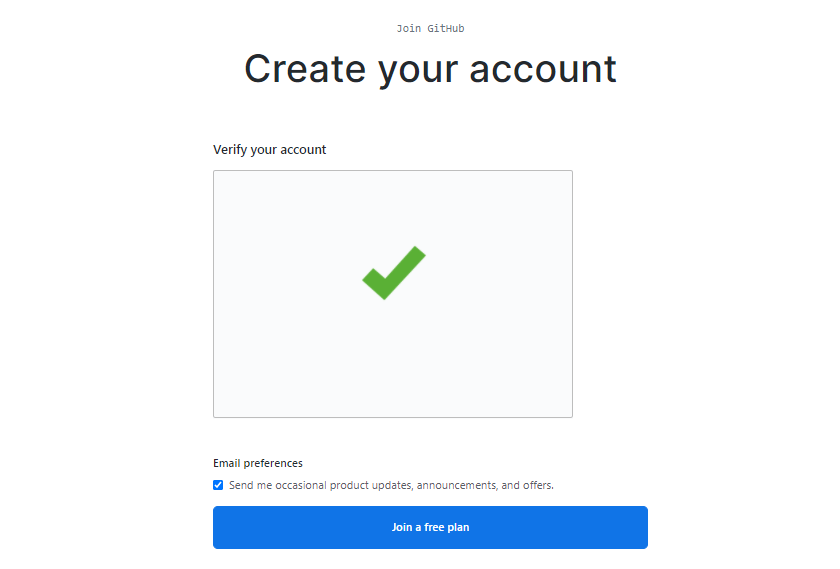 Join GitHub
Create your account
Verify your account
Email preferences
Send me occasional product updates, announcements, and offers.
Join a free plan